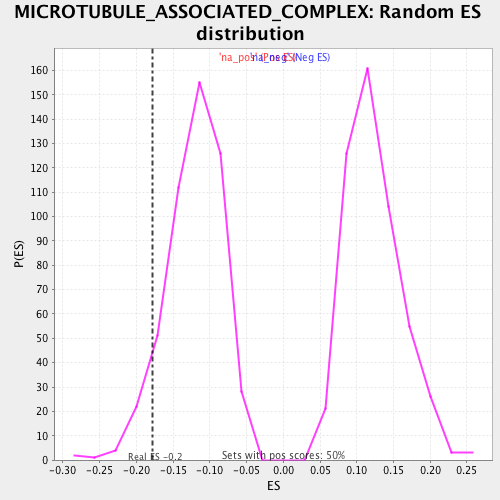 MICROTUBULE_ASSOCIATED_COMPLEX: Random ES
distribution
'na_pos' (Pos ES)
'na_neg' (Neg ES)
160
150
140
130
120
110
100
90
80
70
60
50
40
30
20
10
0
P(ES)
Real ES -0.2
Sets with pos scores: 50%
-0.30 -0.25 -0.20 -0.15 -0.10 -0.05 0.00 0.05 0.10 0.15 0.20 0.25
ES